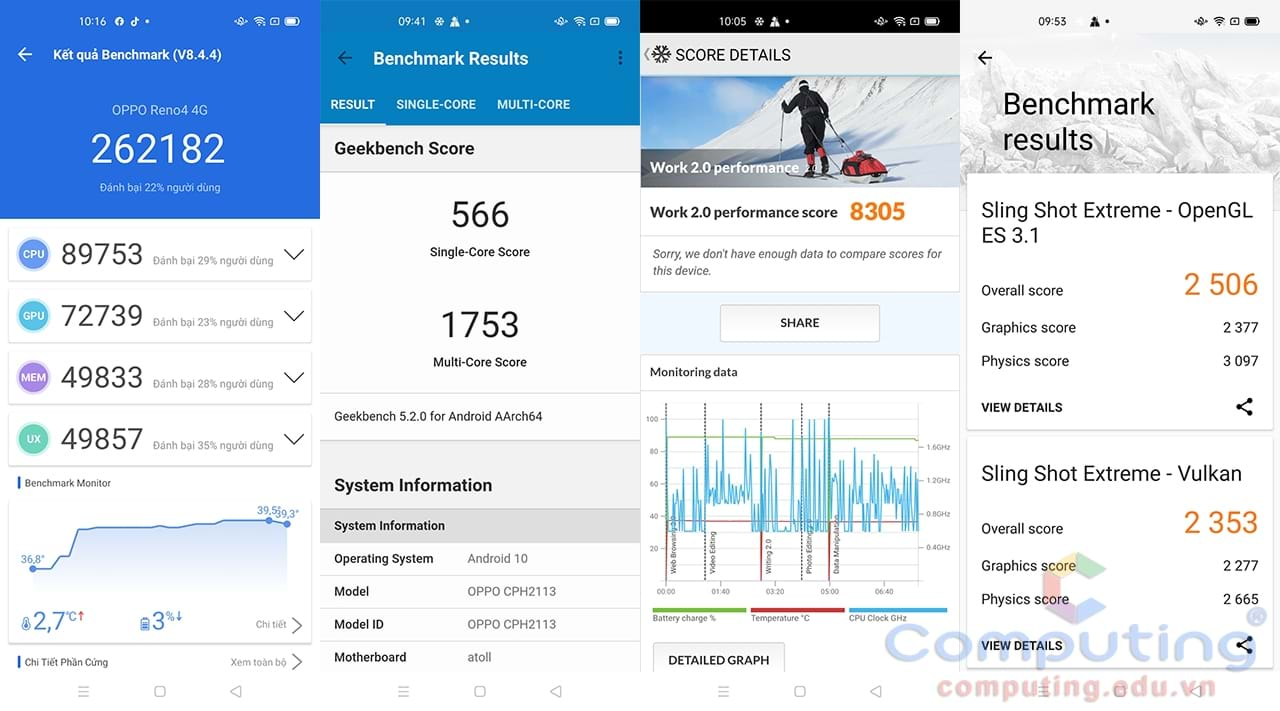 10:16
Kết quả Benchmark (V8.4.4)
OPPO Reno4 4G
262182
Đánh bại 22% người dùng
CPU 89753 Đánh bại 29% người dùng
GPU 72739 Đánh bại 23% người dùng
MEM 49833 Đánh bại 28% người dùng
UX 49857 Đánh bại 35% người dùng
Benchmark Monitor
36,8°
39,5°
39,3°
2,7°C
3%
Chi tiết
Chi Tiết Phần Cứng
Xem toàn bộ
09:41
Benchmark Results
RESULT SINGLE-CORE MULTI-CORE
Geekbench Score
566
Single-Core Score
1753
Multi-Core Score
Geekbench 5.2.0 for Android AArch64
System Information
System Information
Operating System Android 10
Model OPPO CPH2113
Model ID OPPO CPH2113
Motherboard atoll
10:05
SCORE DETAILS
Work 2.0 performance
Work 2.0 performance score 8305
Sorry, we don't have enough data to compare scores for
this device.
SHARE
Monitoring data
100
80
60
40
20
1.6GHz
1.2GHz
0.8GHz
0.4GHz
Web Browsing 2.0
Video Editing
Writing 2.0
Photo Editing
Data Manipulation
00:00 01:40 03:20 05:00 06:40
Battery charge % Temperature °C CPU Clock GHz
DETAILED GRAPH
09:53
Benchmark
results
Sling Shot Extreme - OpenGL
ES 3.1
Overall score 2 506
Graphics score 2 377
Physics score 3 097
VIEW DETAILS
Sling Shot Extreme - Vulkan
Overall score 2 353
Graphics score 2 277
Physics score 2 665
VIEW DETAILS
Computing®
computing.edu.vn